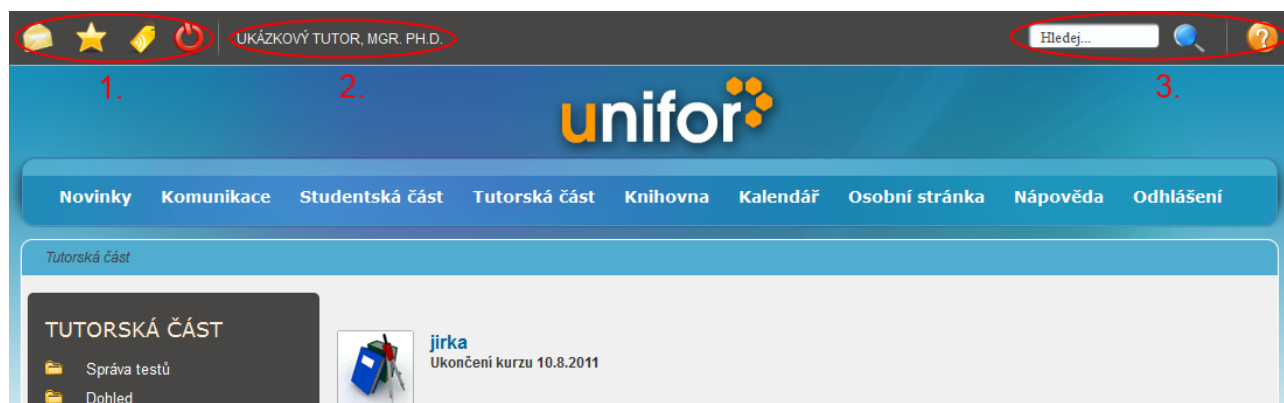 UKÁZKOVÝ TUTOR, MGR. PH.D.
Hledej...
?
1.
2.
3.
unifor
Novinky Komunikace Studentská část Tutorská část Knihovna Kalendář Osobní stránka Nápověda Odhlášení
Tutorská část
TUTORSKÁ ČÁST
Správa testů
Dohled
jirka
Ukončení kurzu 10.8.2011